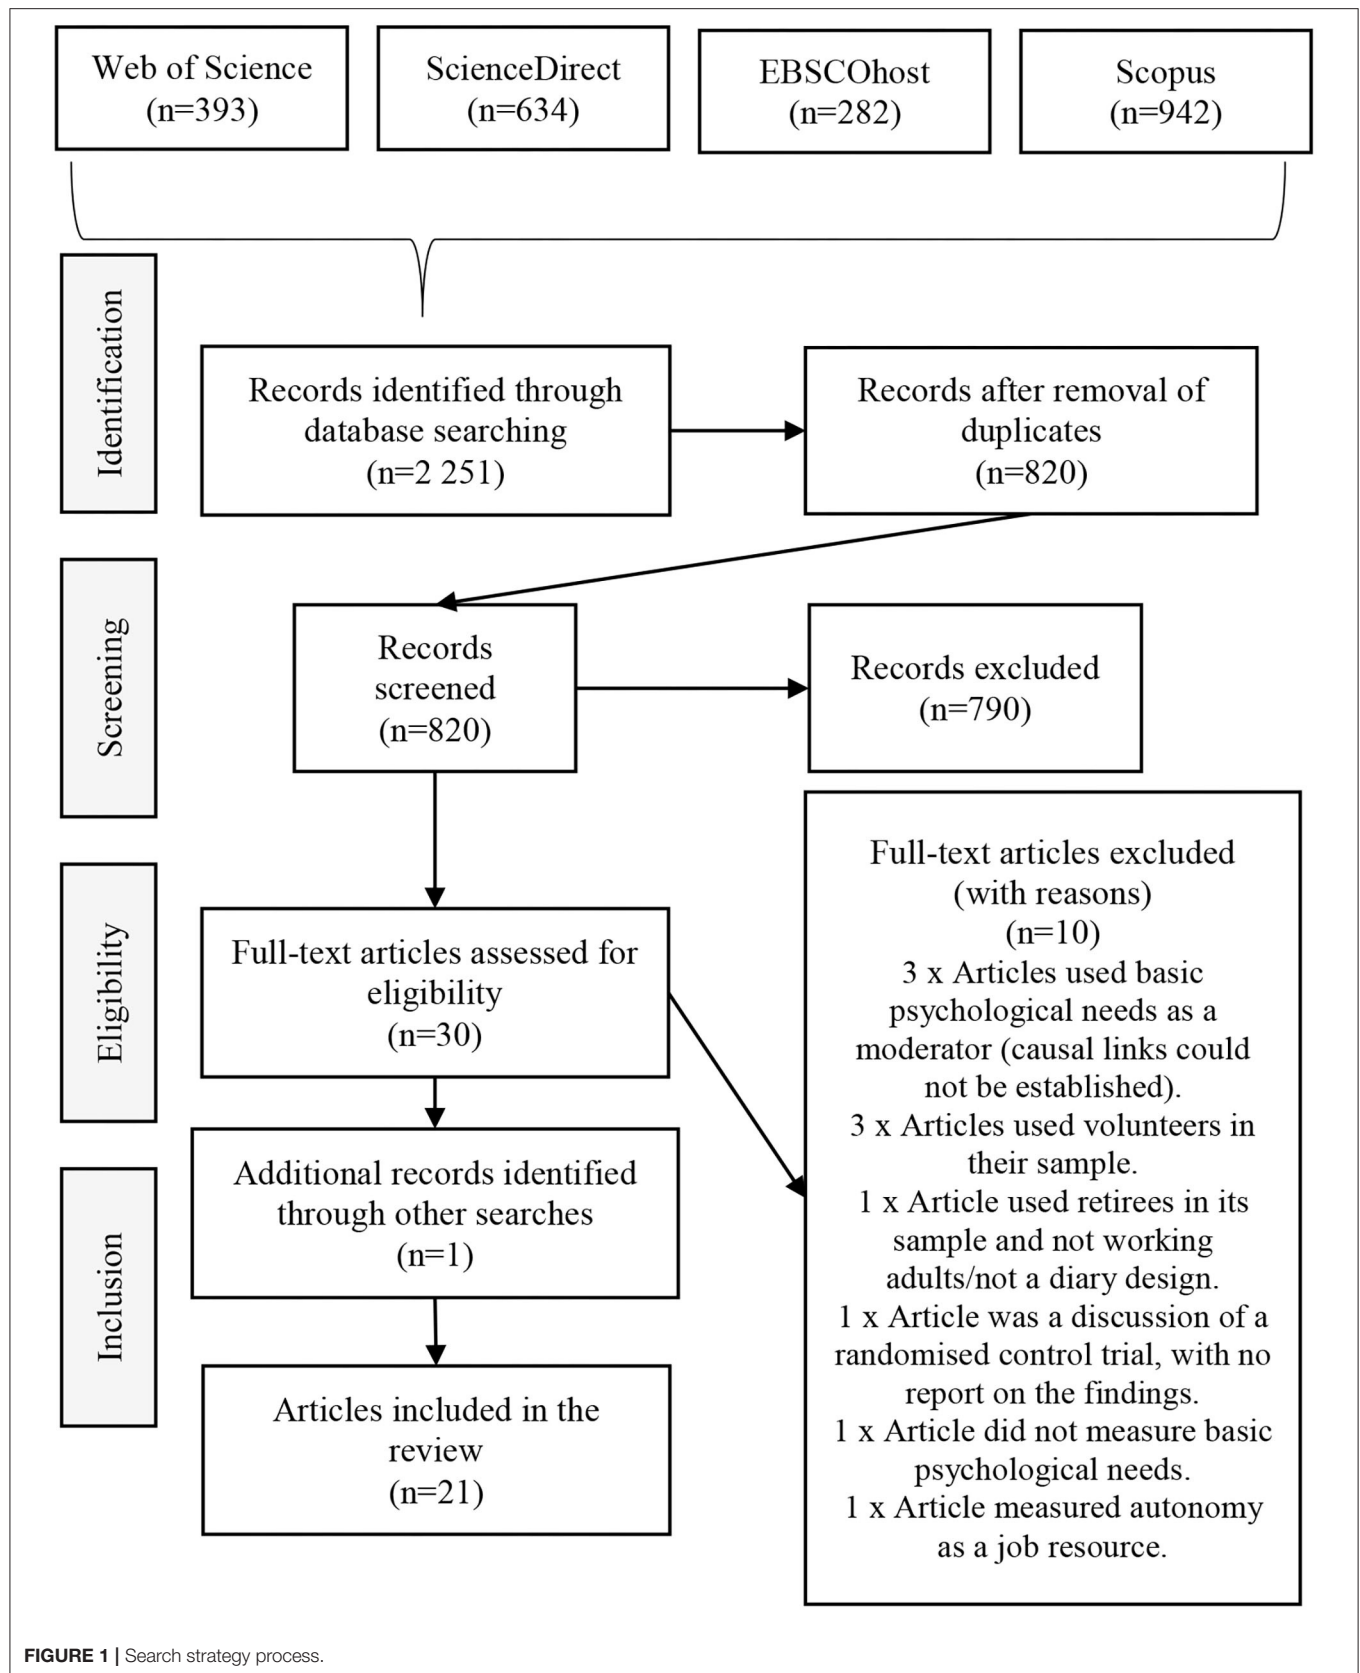 Web of Science
(n=393)
ScienceDirect
(n=634)
EBSCOhost
(n=282)
Scopus
(n=942)
Identification
Records identified through
database searching
(n=2 251)
Records after removal of
duplicates
(n=820)
Screening
Records
screened
(n=820)
Records excluded
(n=790)
Eligibility
Full-text articles assessed for
eligibility
(n=30)
Full-text articles excluded
(with reasons)
(n=10)
3 x Articles used basic
psychological needs as a
moderator (causal links could
not be established).
3 x Articles used volunteers in
their sample.
1 x Article used retirees in its
sample and not working
adults/not a diary design.
1 x Article was a discussion of a
randomised control trial, with no
report on the findings.
1 x Article did not measure basic
psychological needs.
1 x Article measured autonomy
as a job resource.
Inclusion
Additional records identified
through other searches
(n=1)
Articles included in the
review
(n=21)
FIGURE 1 | Search strategy process.